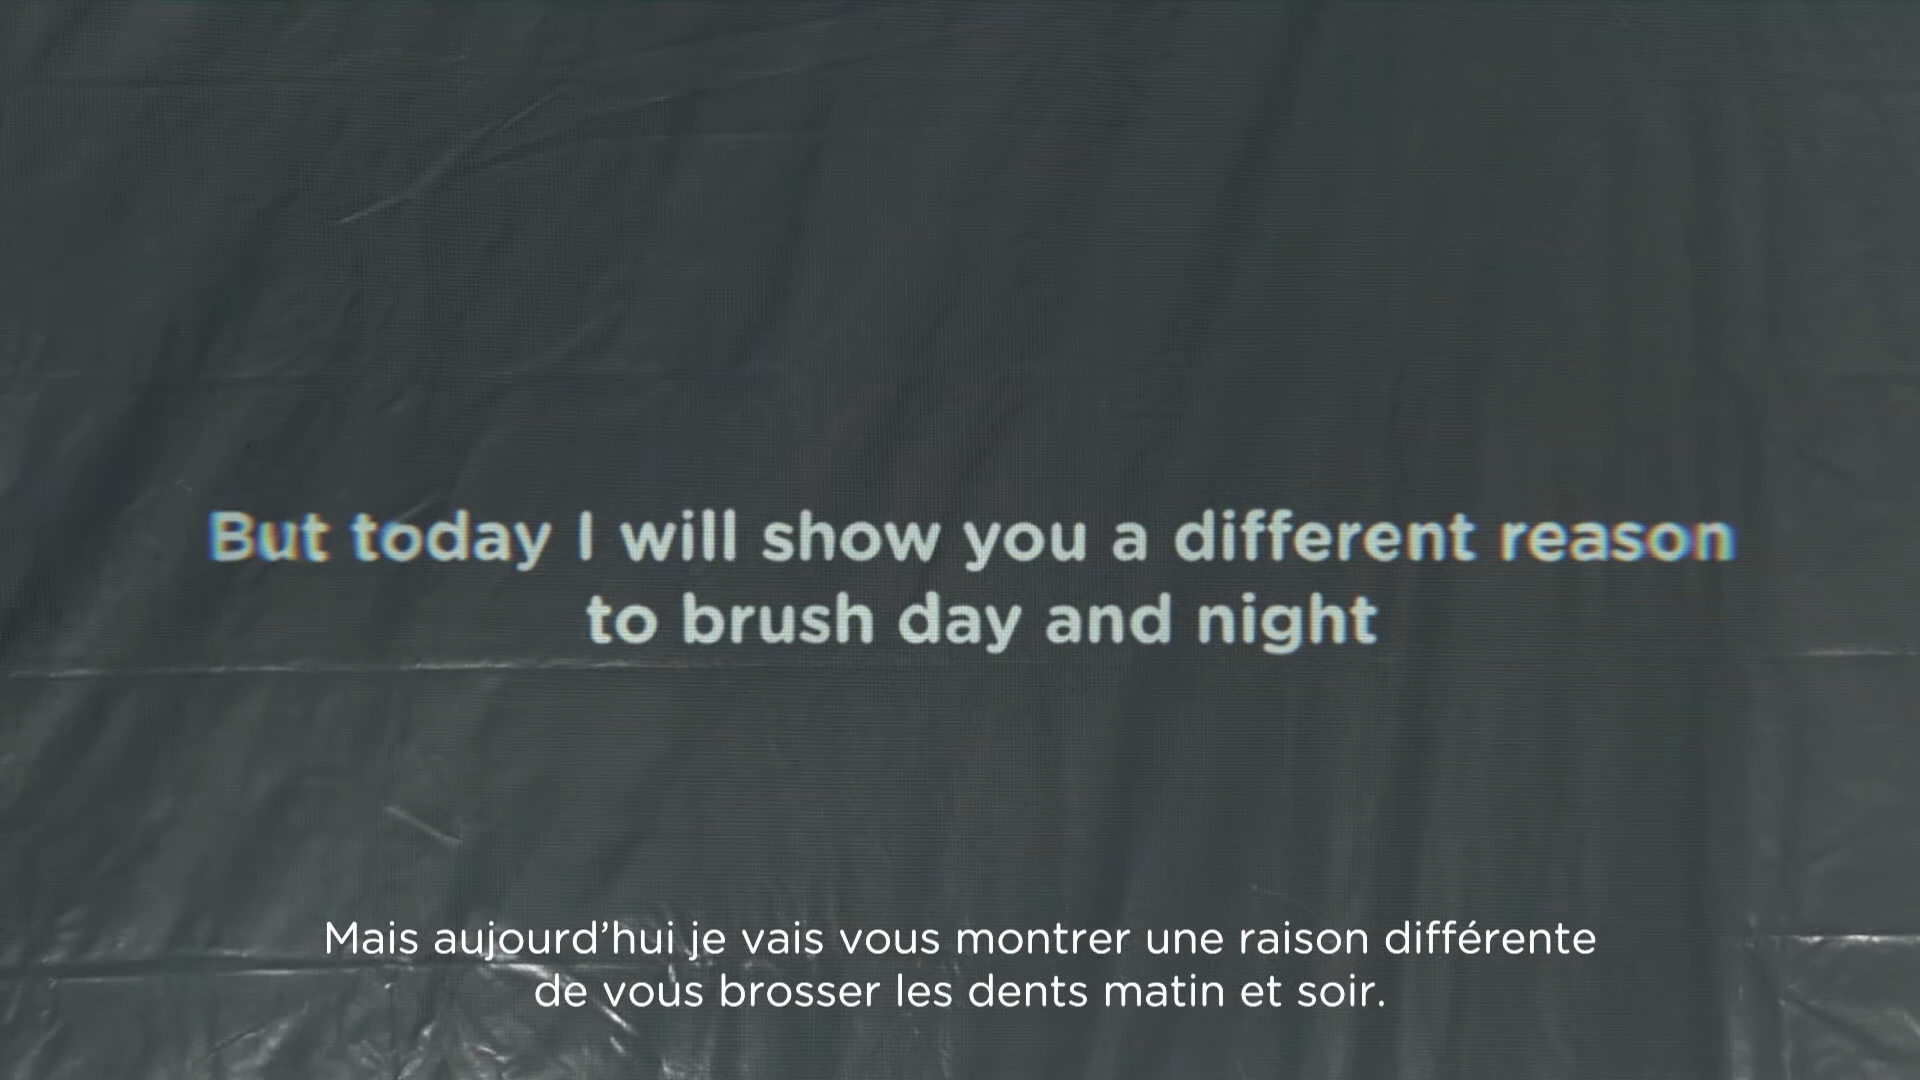 But today I will show you a different reason
to brush day and night
Mais aujourd’hui je vais vous montrer une raison différente
de vous brosser les dents matin et soir.